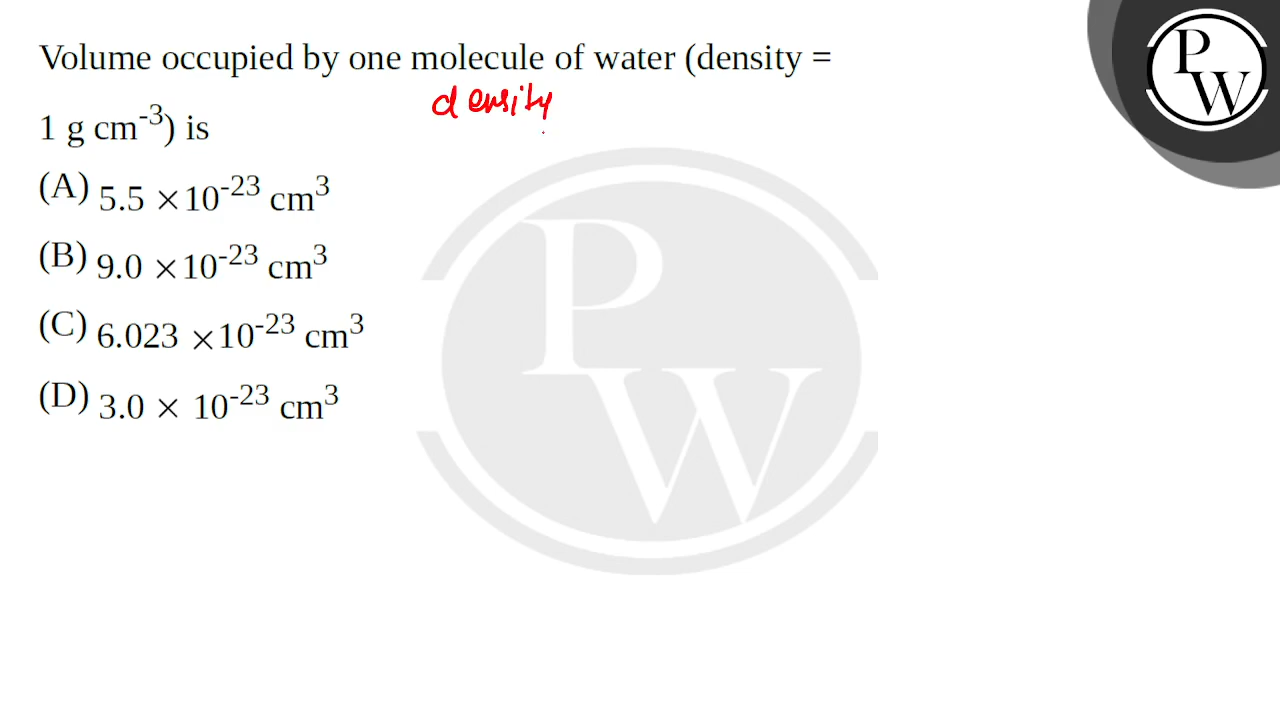 Volume occupied by one molecule of water (density =
density
1 g cm⁻³) is
(A) 5.5 ×10⁻²³ cm³
(B) 9.0 ×10⁻²³ cm³
(C) 6.023 ×10⁻²³ cm³
(D) 3.0 × 10⁻²³ cm³
PW
PW